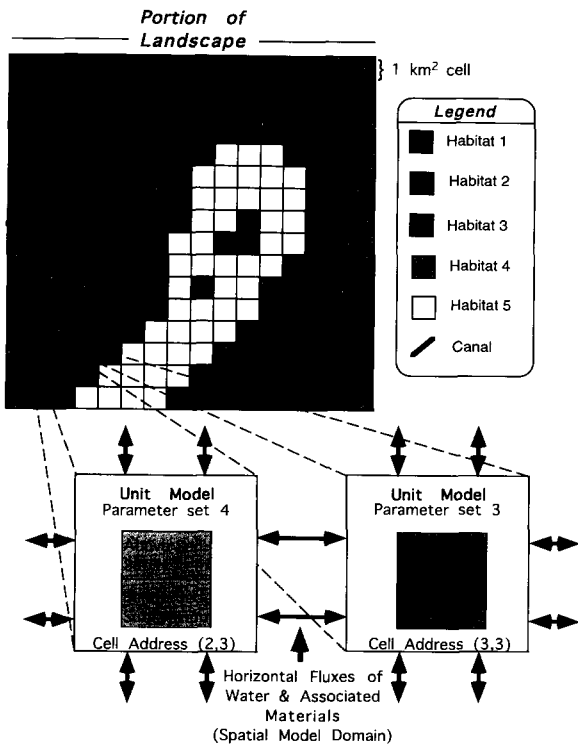 Portion of
Landscape
} 1 km² cell
Legend
Habitat 1
Habitat 2
Habitat 3
Habitat 4
Habitat 5
Canal
Unit Model
Parameter set 4
Cell Address (2,3)
Unit Model
Parameter set 3
Cell Address (3,3)
Horizontal Fluxes of
Water & Associated
Materials
(Spatial Model Domain)